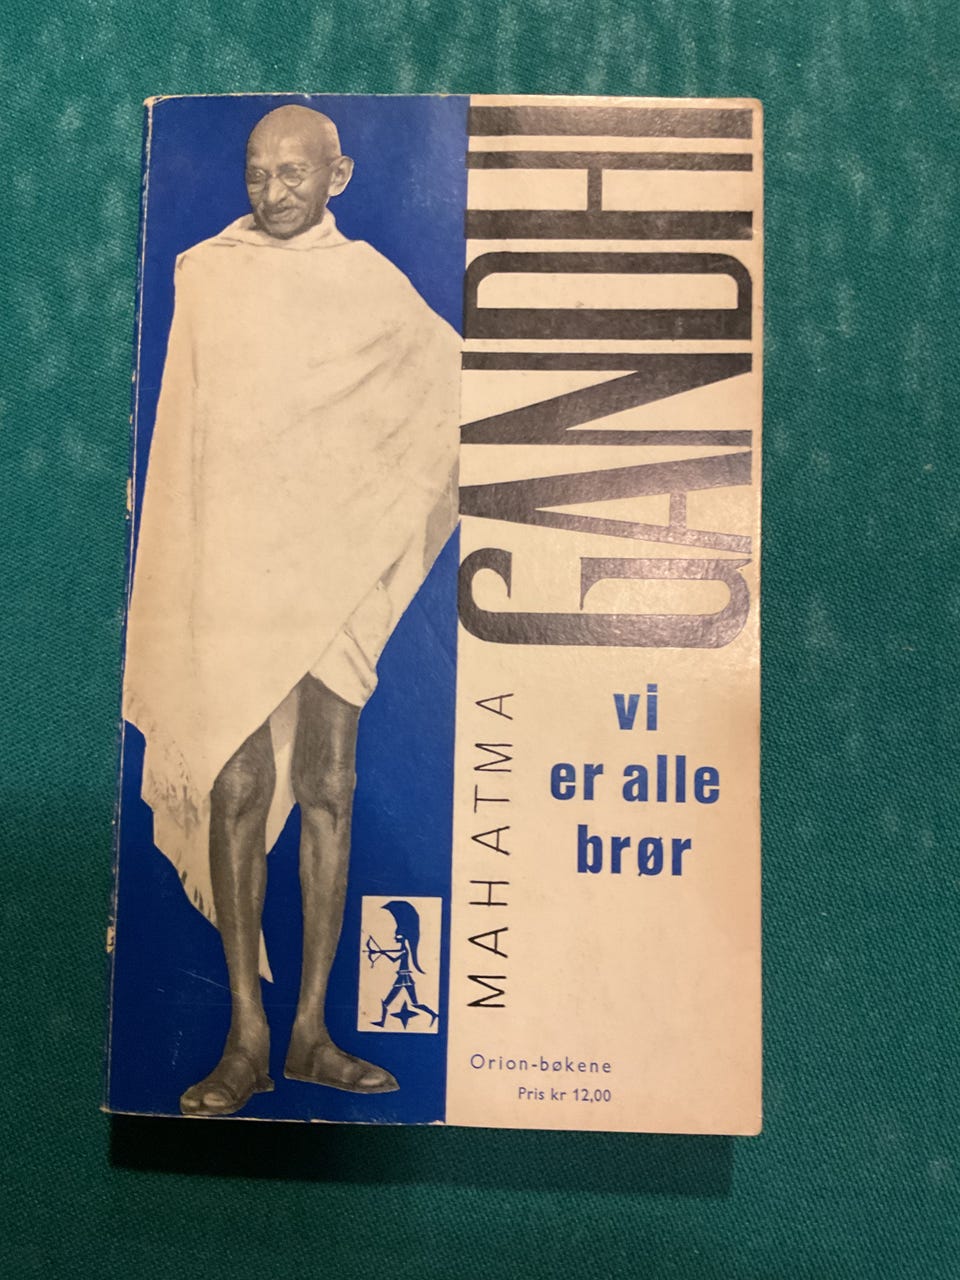 MAHATMA
GANDHI
vi
er alle
brør
Orion-bøkene
Pris kr 12,00